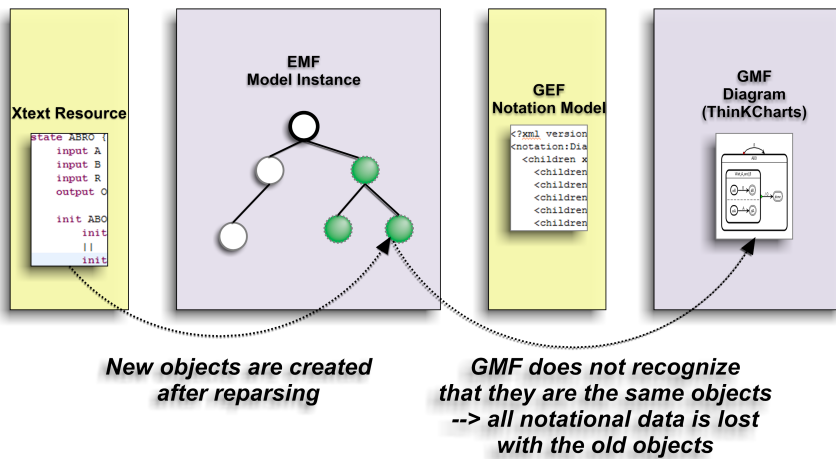 Xtext Resource
state ABRO {
input A
input B
input R
output O
init ABO
init
||
init
EMF
Model Instance
GEF
Notation Model
<?xml version
<notation:Dia
<children x
<children
<children
<children
<children
<children
GMF
Diagram
(ThinKCharts)
New objects are created
after reparsing
GMF does not recognize
that they are the same objects
--> all notational data is lost
with the old objects